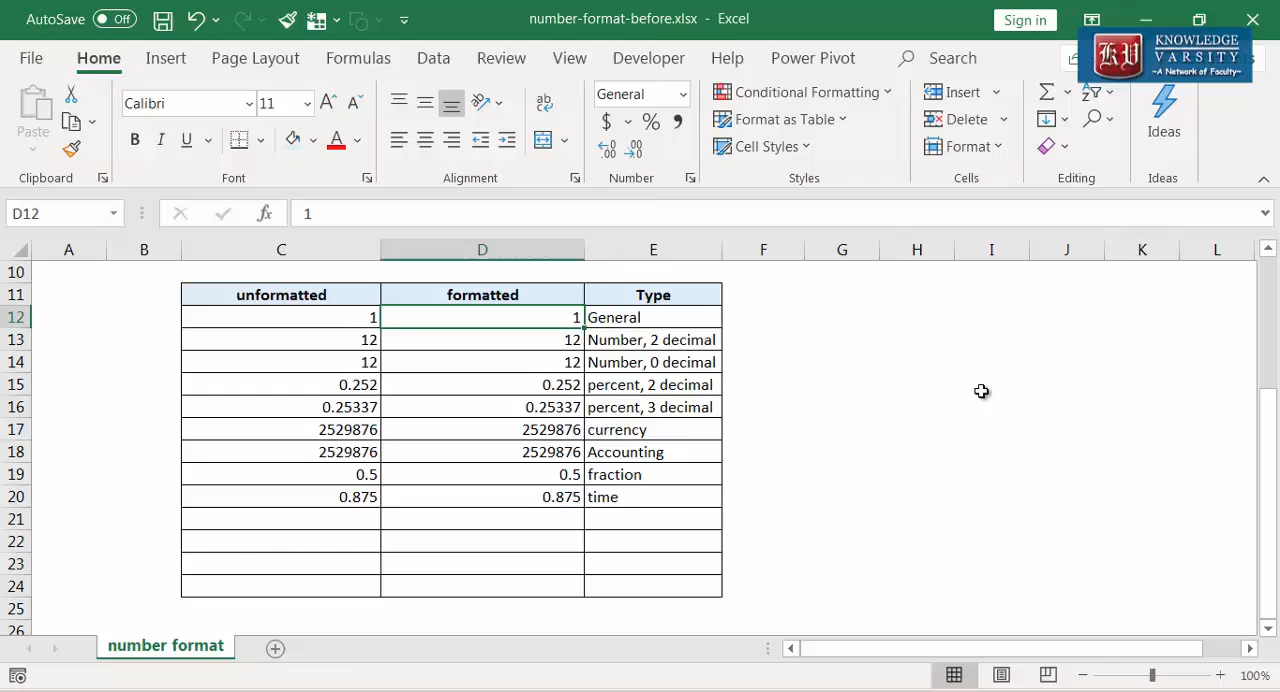 AutoSave Off number-format-before.xlsx - Excel Sign in
File Home Insert Page Layout Formulas Data Review View Developer Help Power Pivot Search
KV KNOWLEDGE VARSITY
~A Network of Faculty~
Paste Calibri 11 General Conditional Formatting Insert
$ % Format as Table Delete Ideas
B I U A Cell Styles Format
Clipboard Font Alignment Number Styles Cells Editing Ideas
D12 fx 1
A B C D E F G H I J K L
10
11 unformatted formatted Type
12 1 1 General
13 12 12 Number, 2 decimal
14 12 12 Number, 0 decimal
15 0.252 0.252 percent, 2 decimal
16 0.25337 0.25337 percent, 3 decimal
17 2529876 2529876 currency
18 2529876 2529876 Accounting
19 0.5 0.5 fraction
20 0.875 0.875 time
21
22
23
24
25
26
number format
100%